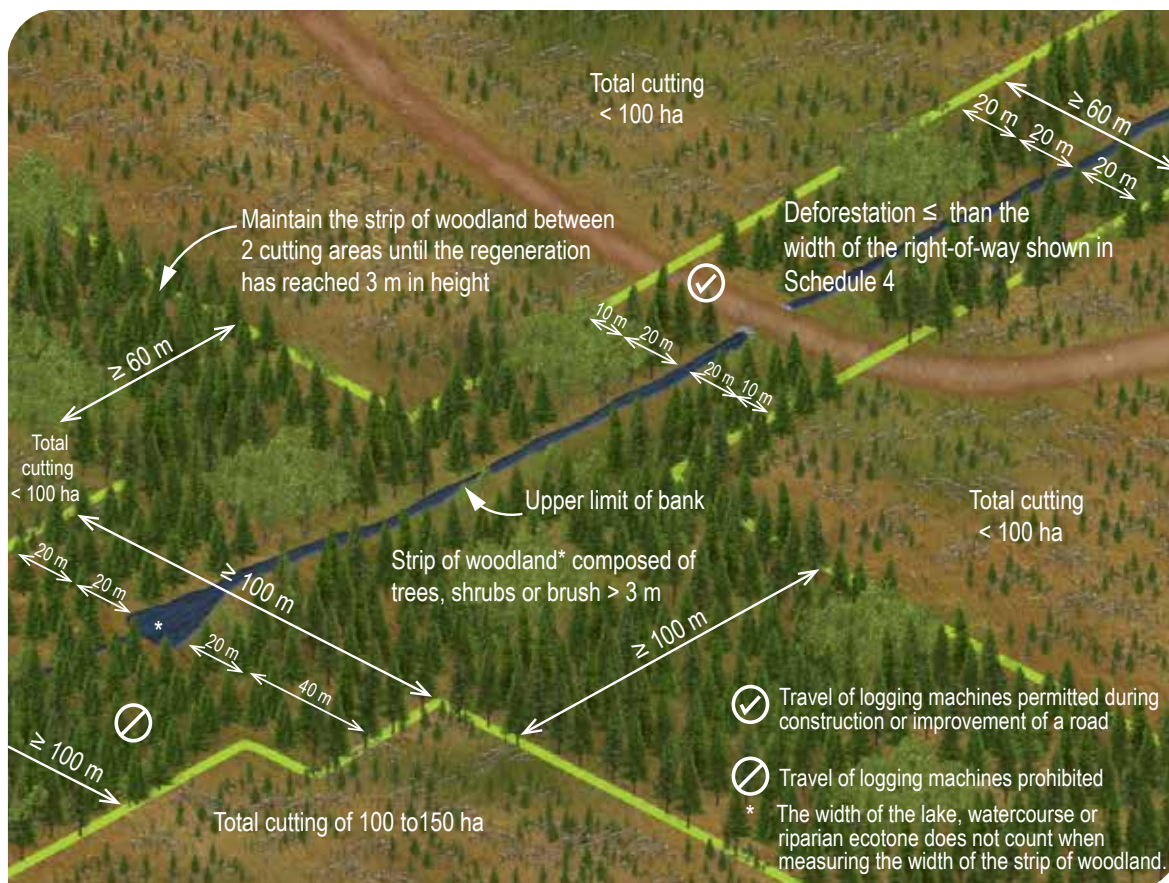 Total cutting
< 100 ha
≥ 60 m
20 m
20 m
20 m
Maintain the strip of woodland between
2 cutting areas until the regeneration
has reached 3 m in height
Deforestation ≤ than the
width of the right-of-way shown in
Schedule 4
10 m
20 m
20 m
10 m
≥ 60 m
Total
cutting
< 100 ha
Upper limit of bank
Total cutting
< 100 ha
20 m
20 m
≥ 100 m
Strip of woodland* composed of
trees, shrubs or brush > 3 m
≥ 100 m
*
20 m
40 m
≥ 100 m
Total cutting of 100 to150 ha
Travel of logging machines permitted during
construction or improvement of a road
Travel of logging machines prohibited
* The width of the lake, watercourse or
riparian ecotone does not count when
measuring the width of the strip of woodland.